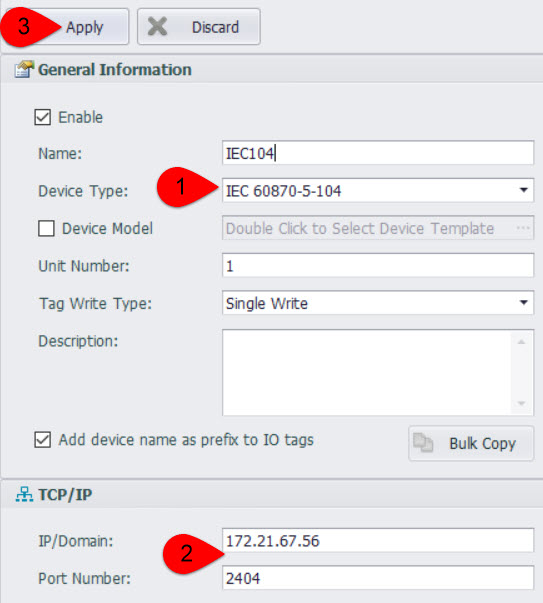 3 Apply Discard
General Information
Enable
Name: IEC104
Device Type: 1 IEC 60870-5-104
Device Model Double Click to Select Device Template ...
Unit Number: 1
Tag Write Type: Single Write
Description:
Add device name as prefix to IO tags Bulk Copy
TCP/IP
IP/Domain: 172.21.67.56
2
Port Number: 2404